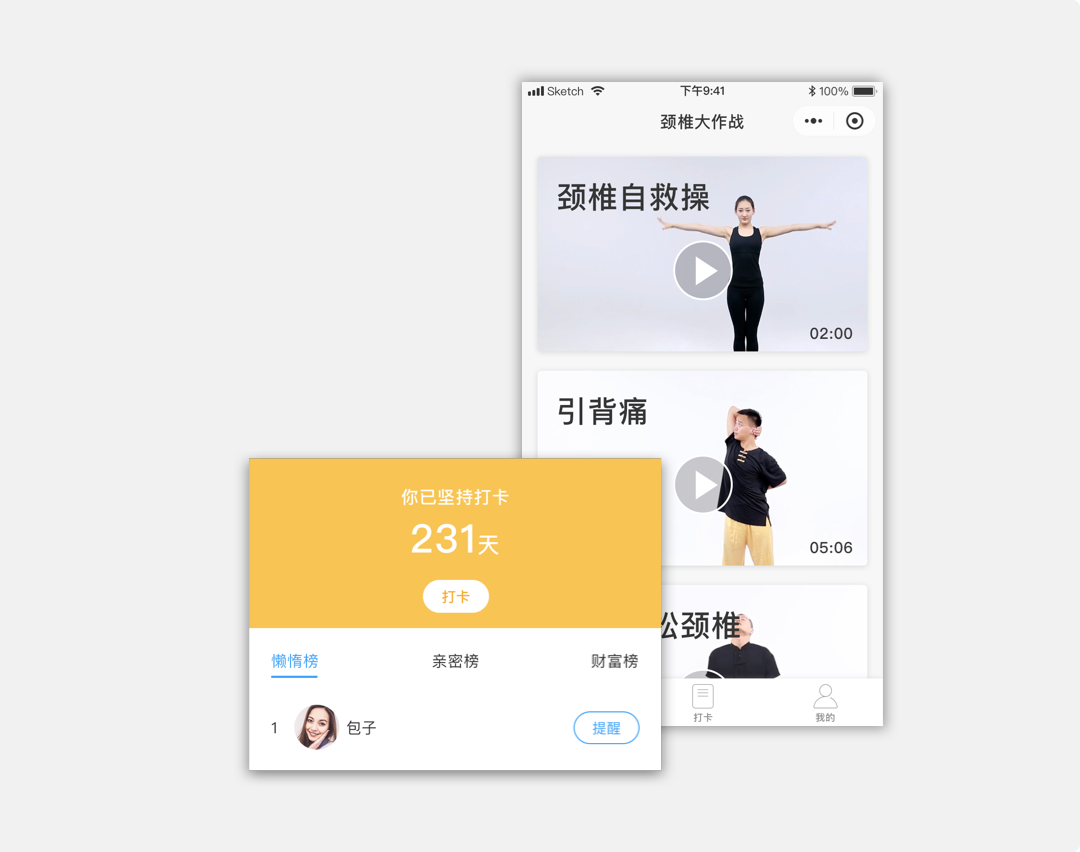 Sketch 下午9:41 100%
颈椎大作战
颈椎自救操
02:00
引背痛
05:06
松颈椎
打卡 我的
你已坚持打卡
231天
打卡
懒惰榜 亲密榜 财富榜
1 包子 提醒